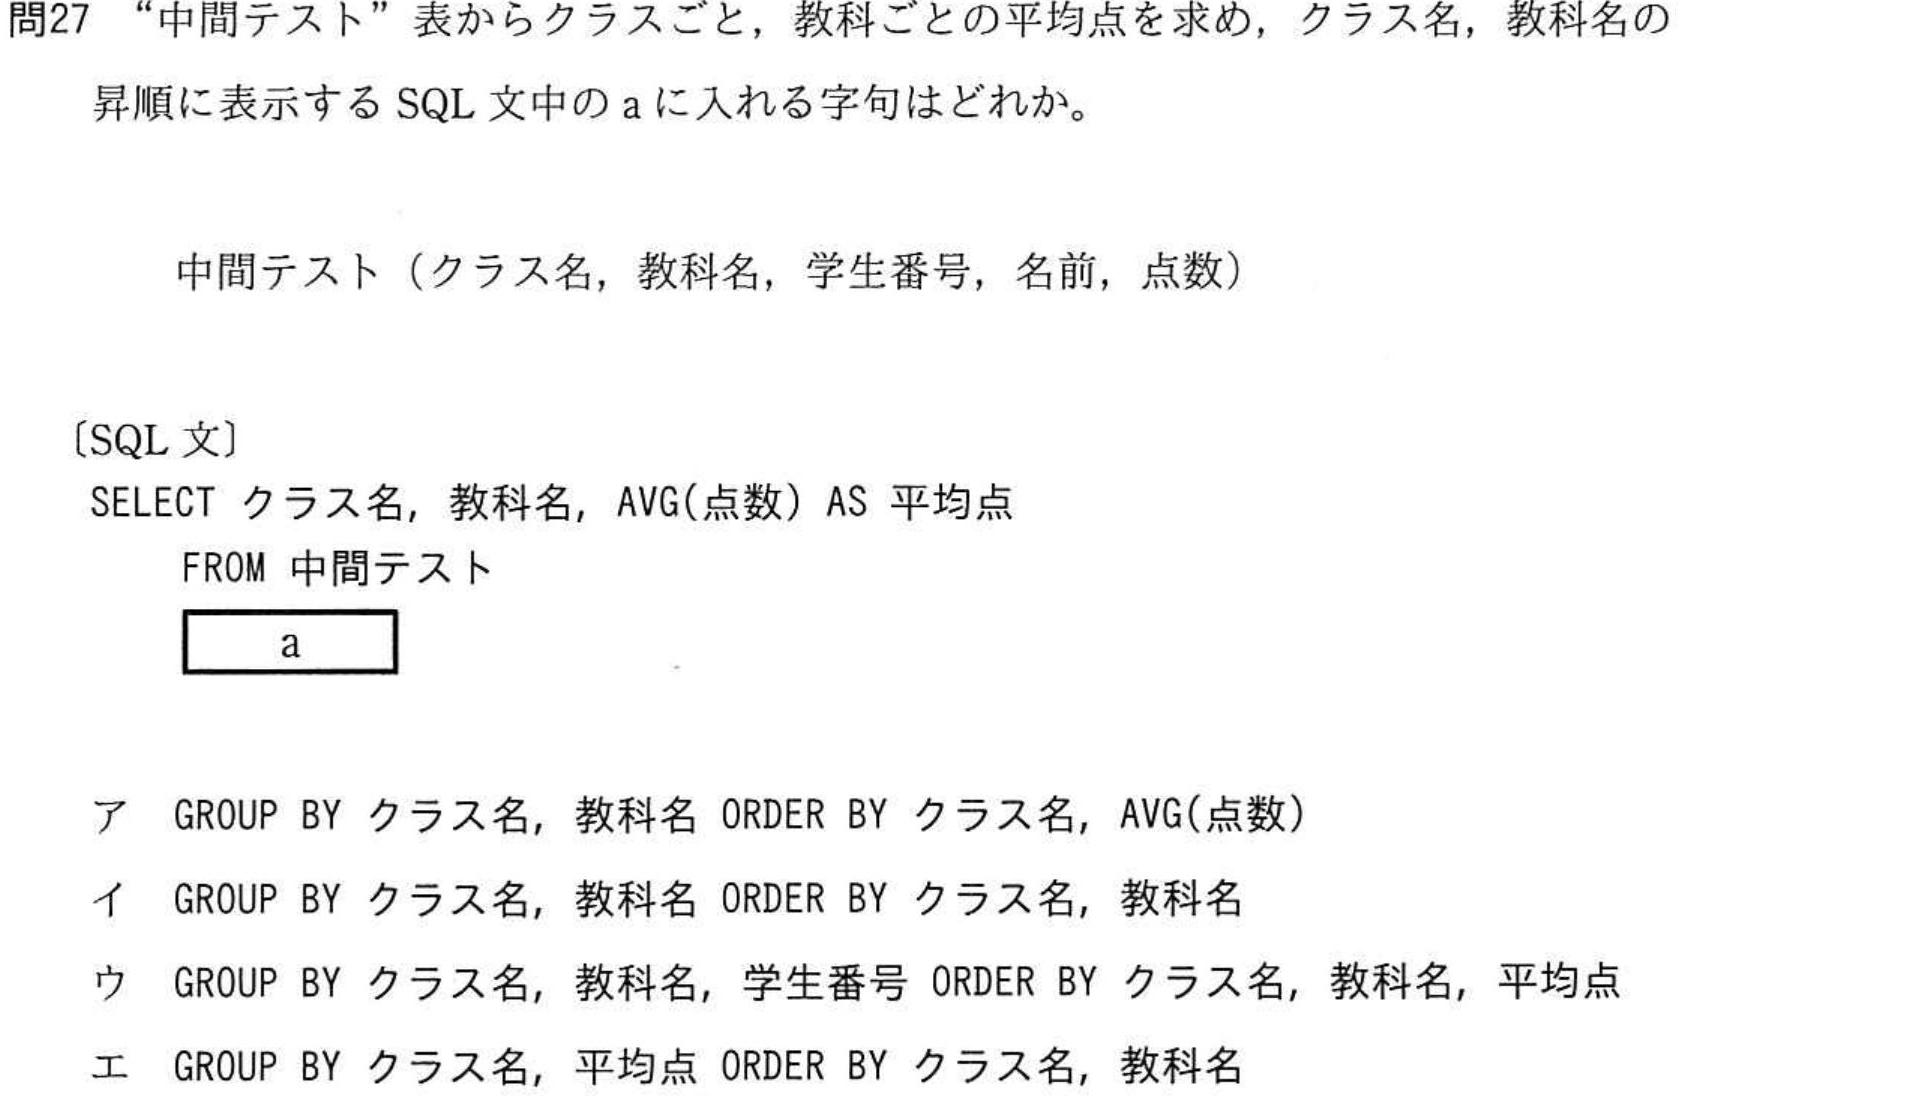 問27 “中間テスト”表からクラスごと，教科ごとの平均点を求め，クラス名，教科名の
昇順に表示する SQL 文中の a に入れる字句はどれか。
中間テスト（クラス名，教科名，学生番号，名前，点数）
〔SQL 文〕
SELECT クラス名, 教科名, AVG(点数) AS 平均点
FROM 中間テスト
a
ア GROUP BY クラス名, 教科名 ORDER BY クラス名, AVG(点数)
イ GROUP BY クラス名, 教科名 ORDER BY クラス名, 教科名
ウ GROUP BY クラス名, 教科名, 学生番号 ORDER BY クラス名, 教科名, 平均点
エ GROUP BY クラス名, 平均点 ORDER BY クラス名, 教科名